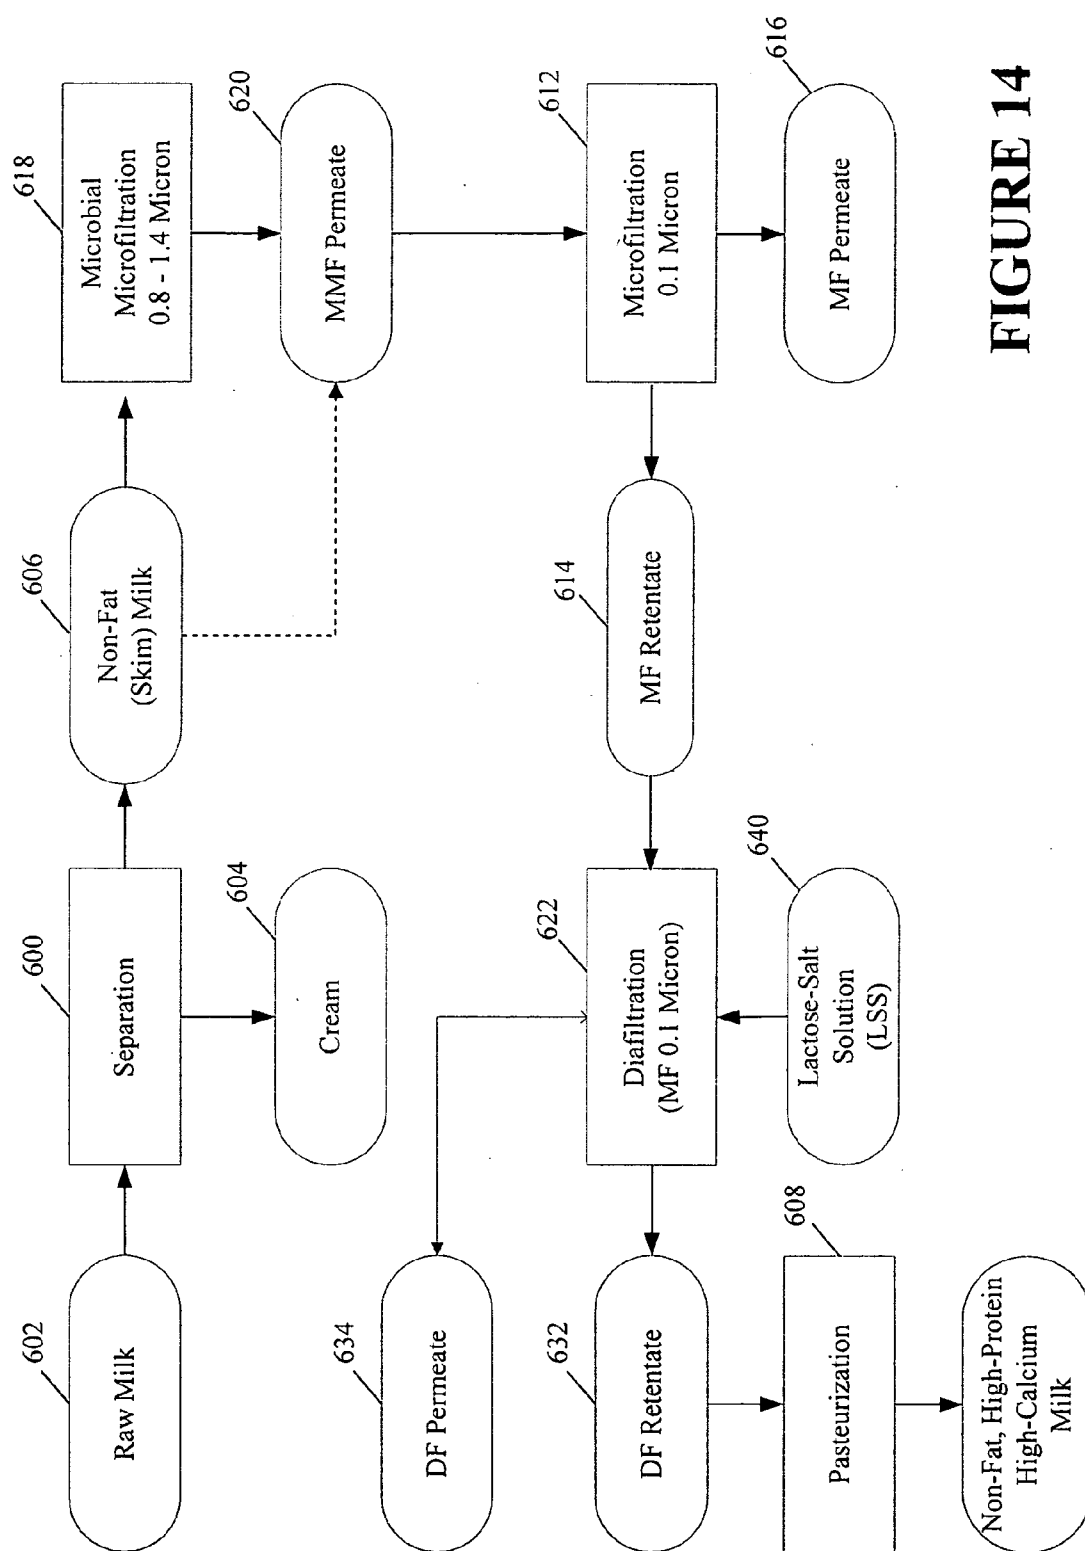 602
Raw Milk
600
Separation
604
Cream
606
Non-Fat
(Skim) Milk
618
Microbial
Microfiltration
0.8 - 1.4 Micron
620
MMF Permeate
612
Microfiltration
0.1 Micron
616
MF Permeate
614
MF Retentate
622
Diafiltration
(MF 0.1 Micron)
640
Lactose-Salt
Solution
(LSS)
634
DF Permeate
632
DF Retentate
608
Pasteurization
Non-Fat, High-Protein
High-Calcium
Milk
FIGURE 14